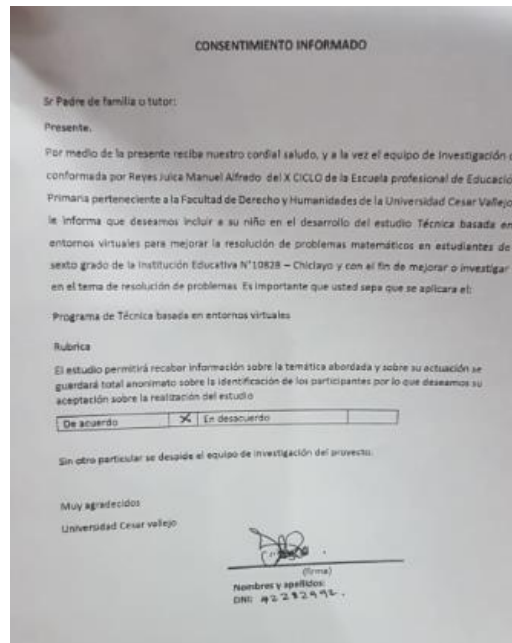 CONSENTIMIENTO INFORMADO
Sr Padre de familia o tutor:
Presente.
Por medio de la presente reciba nuestro cordial saludo, y a la vez el equipo de Investigación
conformada por Reyes Juica Manuel Alfredo del X CICLO de la Escuela profesional de Educació
Primaria perteneciente a la Facultad de Derecho y Humanidades de la Universidad Cesar Vallejo
le informa que deseamos incluir a su niño en el desarrollo del estudio Técnica basada en
entornos virtuales para mejorar la resolución de problemas matemáticos en estudiantes de
sexto grado de la Institución Educativa N°10828 – Chiclayo y con el fin de mejorar o investigar
en el tema de resolución de problemas. Es importante que usted sepa que se aplicara el:
Programa de Técnica basada en entornos virtuales
Rubrica
El estudio permitirá recabar información sobre la temática abordada y sobre su actuación se
guardará total anonimato sobre la identificación de los participantes por lo que deseamos su
aceptación sobre la realización del estudio
De acuerdo X En desacuerdo
Sin otro particular se despide el equipo de investigación del proyecto.
Muy agradecidos
Universidad Cesar vallejo
(firma)
Nombres y apellidos:
DNI: 42232992.